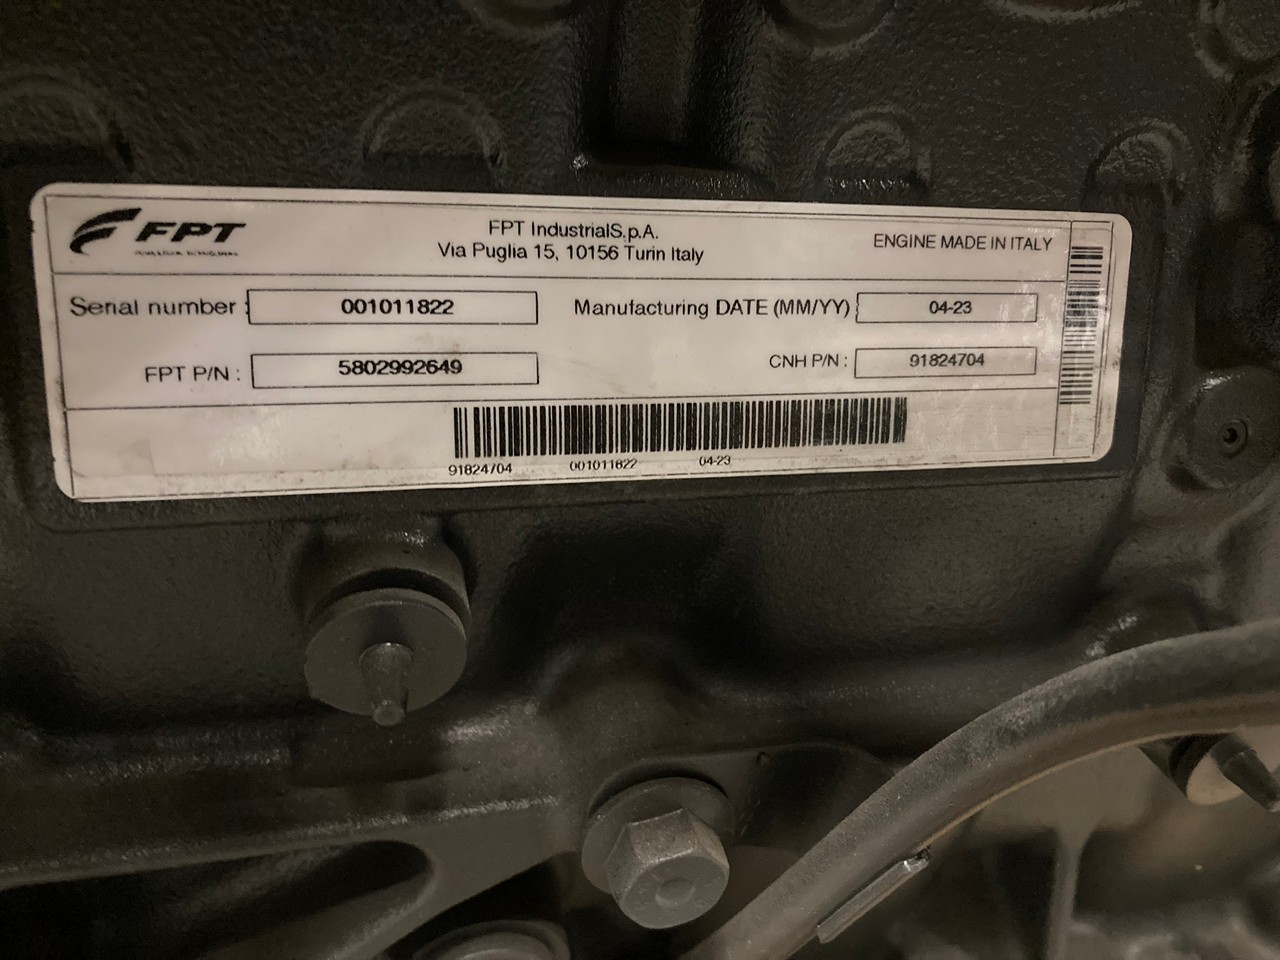 FPT
FPT IndustrialS.p.A.
Via Puglia 15, 10156 Turin Italy
ENGINE MADE IN ITALY
Serial number : 001011822
Manufacturing DATE (MM/YY) : 04-23
FPT P/N : 5802992649
CNH P/N : 91824704
91824704 001011822 04-23